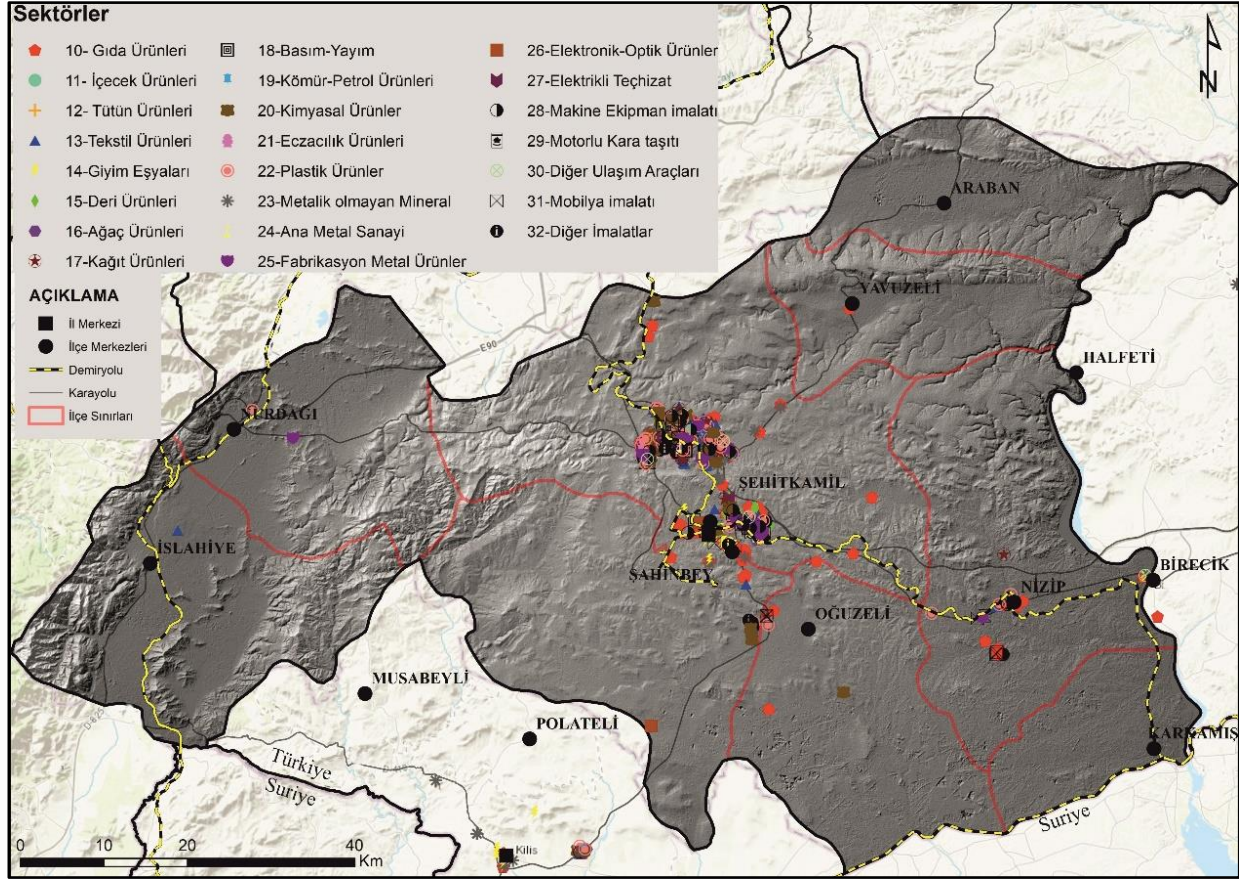 Sektörler
10- Gıda Ürünleri
11- İçecek Ürünleri
12- Tütün Ürünleri
13-Tekstil Ürünleri
14-Giyim Eşyaları
15-Deri Ürünleri
16-Ağaç Ürünleri
17-Kağıt Ürünleri
18-Basım-Yayım
19-Kömür-Petrol Ürünleri
20-Kimyasal Ürünler
21-Eczacılık Ürünleri
22-Plastik Ürünler
23-Metalik olmayan Mineral
24-Ana Metal Sanayi
25-Fabrikasyon Metal Ürünler
26-Elektronik-Optik Ürünler
27-Elektrikli Teçhizat
28-Makine Ekipman imalatı
29-Motorlu Kara taşıtı
30-Diğer Ulaşım Araçları
31-Mobilya imalatı
32-Diğer İmalatlar
N
AÇIKLAMA
İl Merkezi
İlçe Merkezleri
Demiryolu
Karayolu
İlçe Sınırları
ARABAN
YAVUZELİ
HALFETİ
E90
NURDAĞI
ŞEHİTKAMİL
İSLAHİYE
ŞAHİNBEY
BİRECİK
NİZİP
OĞUZELİ
MUSABEYLİ
POLATELİ
KARKAMIŞ
D-825
Türkiye
Suriye
Suriye
Kilis
0 10 20 40
Km